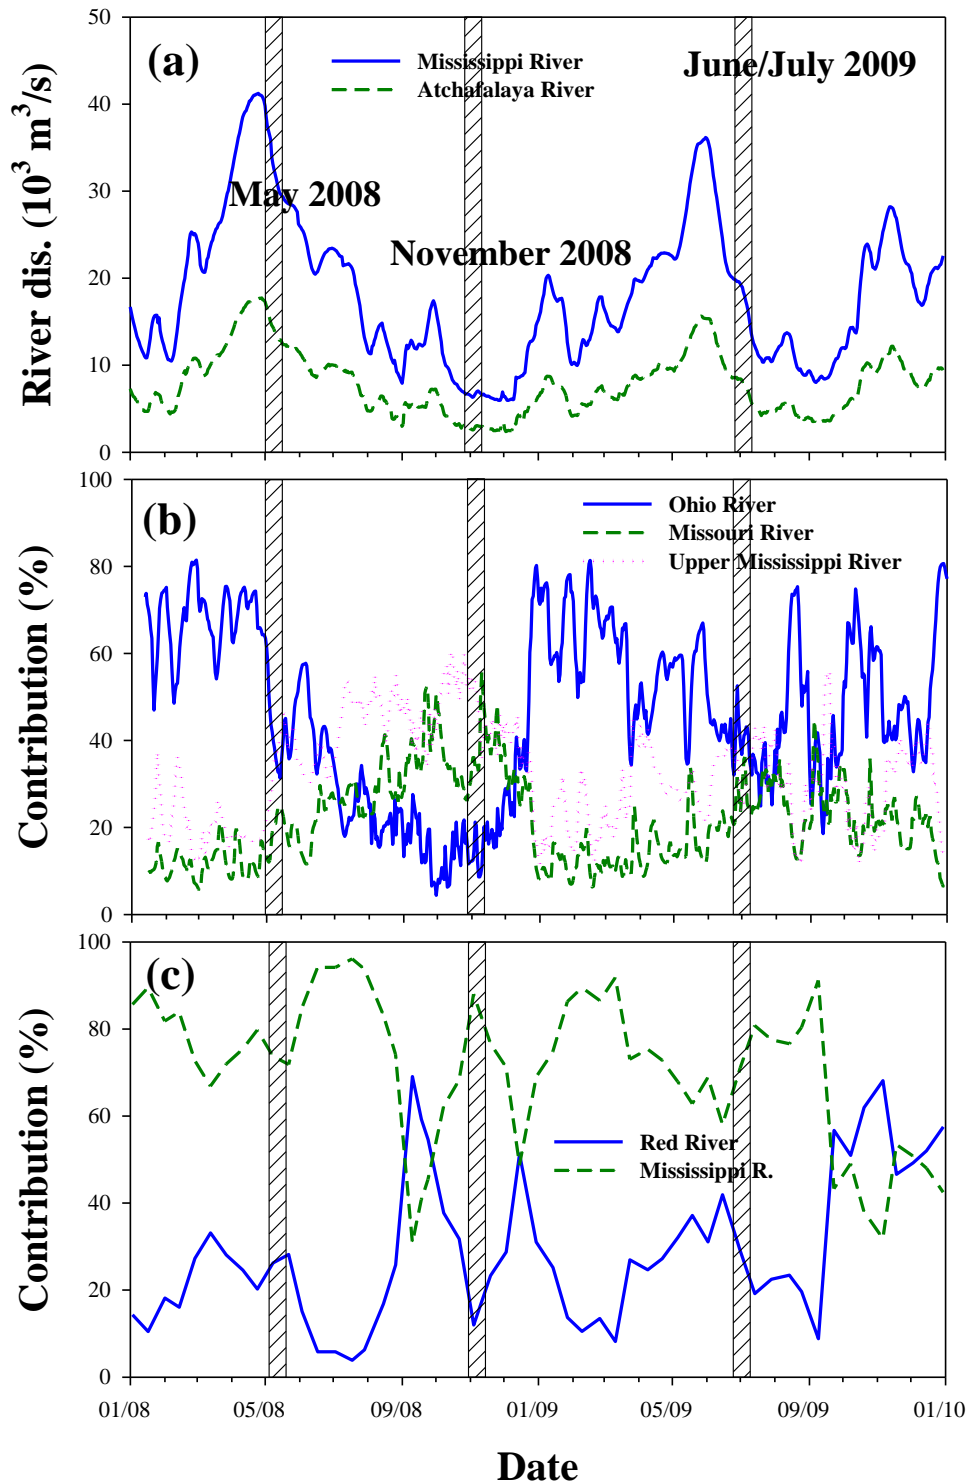 50
40
30
20
10
0
River dis. (10³ m³/s)
(a)
Mississippi River
Atchafalaya River
June/July 2009
May 2008
November 2008
100
80
60
40
20
0
Contribution (%)
(b)
Ohio River
Missouri River
Upper Mississippi River
100
80
60
40
20
0
Contribution (%)
(c)
Red River
Mississippi R.
01/08 05/08 09/08 01/09 05/09 09/09 01/10
Date